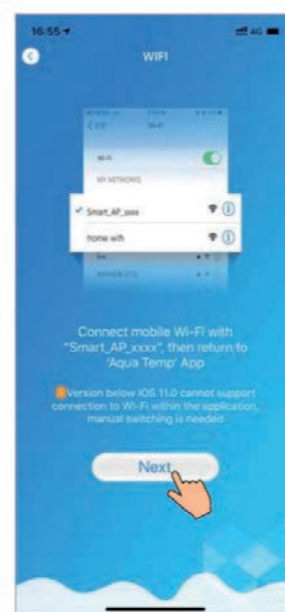 16:55
4G
WIFI
Wi-Fi
Wi-Fi
MY NETWORKS
Smart_AP_xxxx
home wifi
Connect mobile Wi-Fi with
"Smart_AP_xxxx", then return to
'Aqua Temp' App
Version below IOS 11.0 cannot support
connection to Wi-Fi within the application,
manual switching is needed
Next